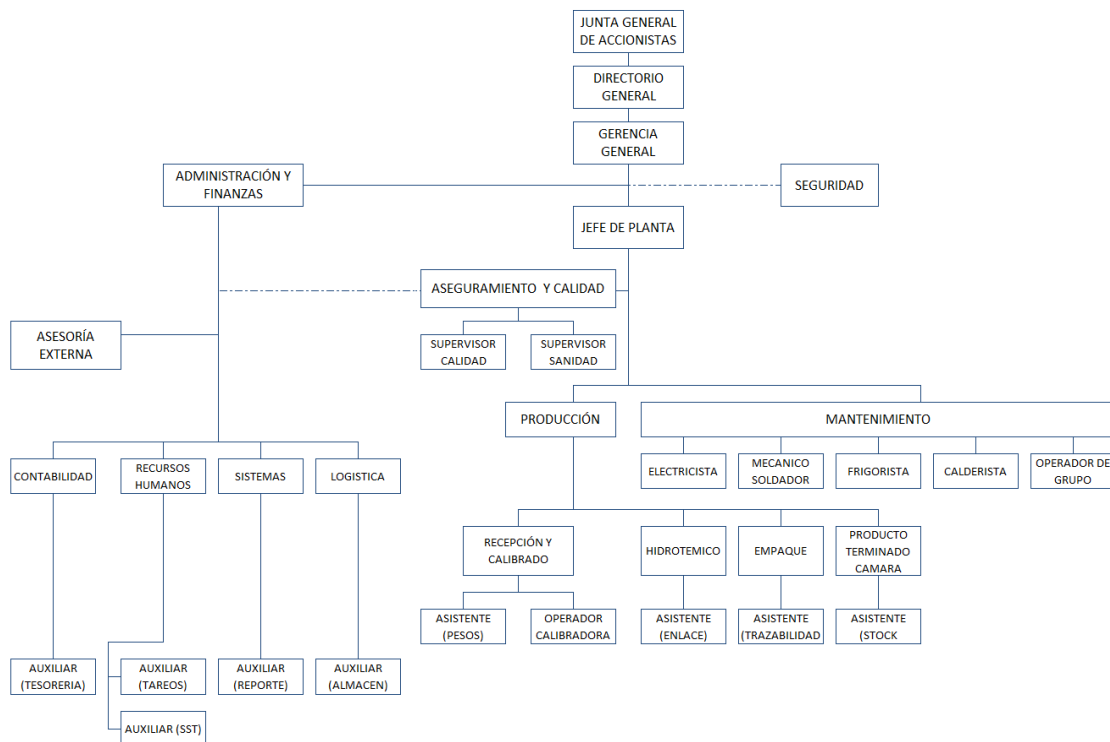 JUNTA GENERAL
DE ACCIONISTAS
DIRECTORIO
GENERAL
GERENCIA
GENERAL
ADMINISTRACIÓN Y
FINANZAS
SEGURIDAD
JEFE DE PLANTA
ASEGURAMIENTO Y CALIDAD
ASESORÍA
EXTERNA
SUPERVISOR
CALIDAD
SUPERVISOR
SANIDAD
PRODUCCIÓN
MANTENIMIENTO
CONTABILIDAD
RECURSOS
HUMANOS
SISTEMAS
LOGISTICA
ELECTRICISTA
MECANICO
SOLDADOR
FRIGORISTA
CALDERISTA
OPERADOR DE
GRUPO
RECEPCIÓN Y
CALIBRADO
HIDROTEMICO
EMPAQUE
PRODUCTO
TERMINADO
CAMARA
ASISTENTE
(PESOS)
OPERADOR
CALIBRADORA
ASISTENTE
(ENLACE)
ASISTENTE
(TRAZABILIDAD
ASISTENTE
(STOCK
AUXILIAR
(TESORERIA)
AUXILIAR
(TAREOS)
AUXILIAR
(REPORTE)
AUXILIAR
(ALMACEN)
AUXILIAR (SST)